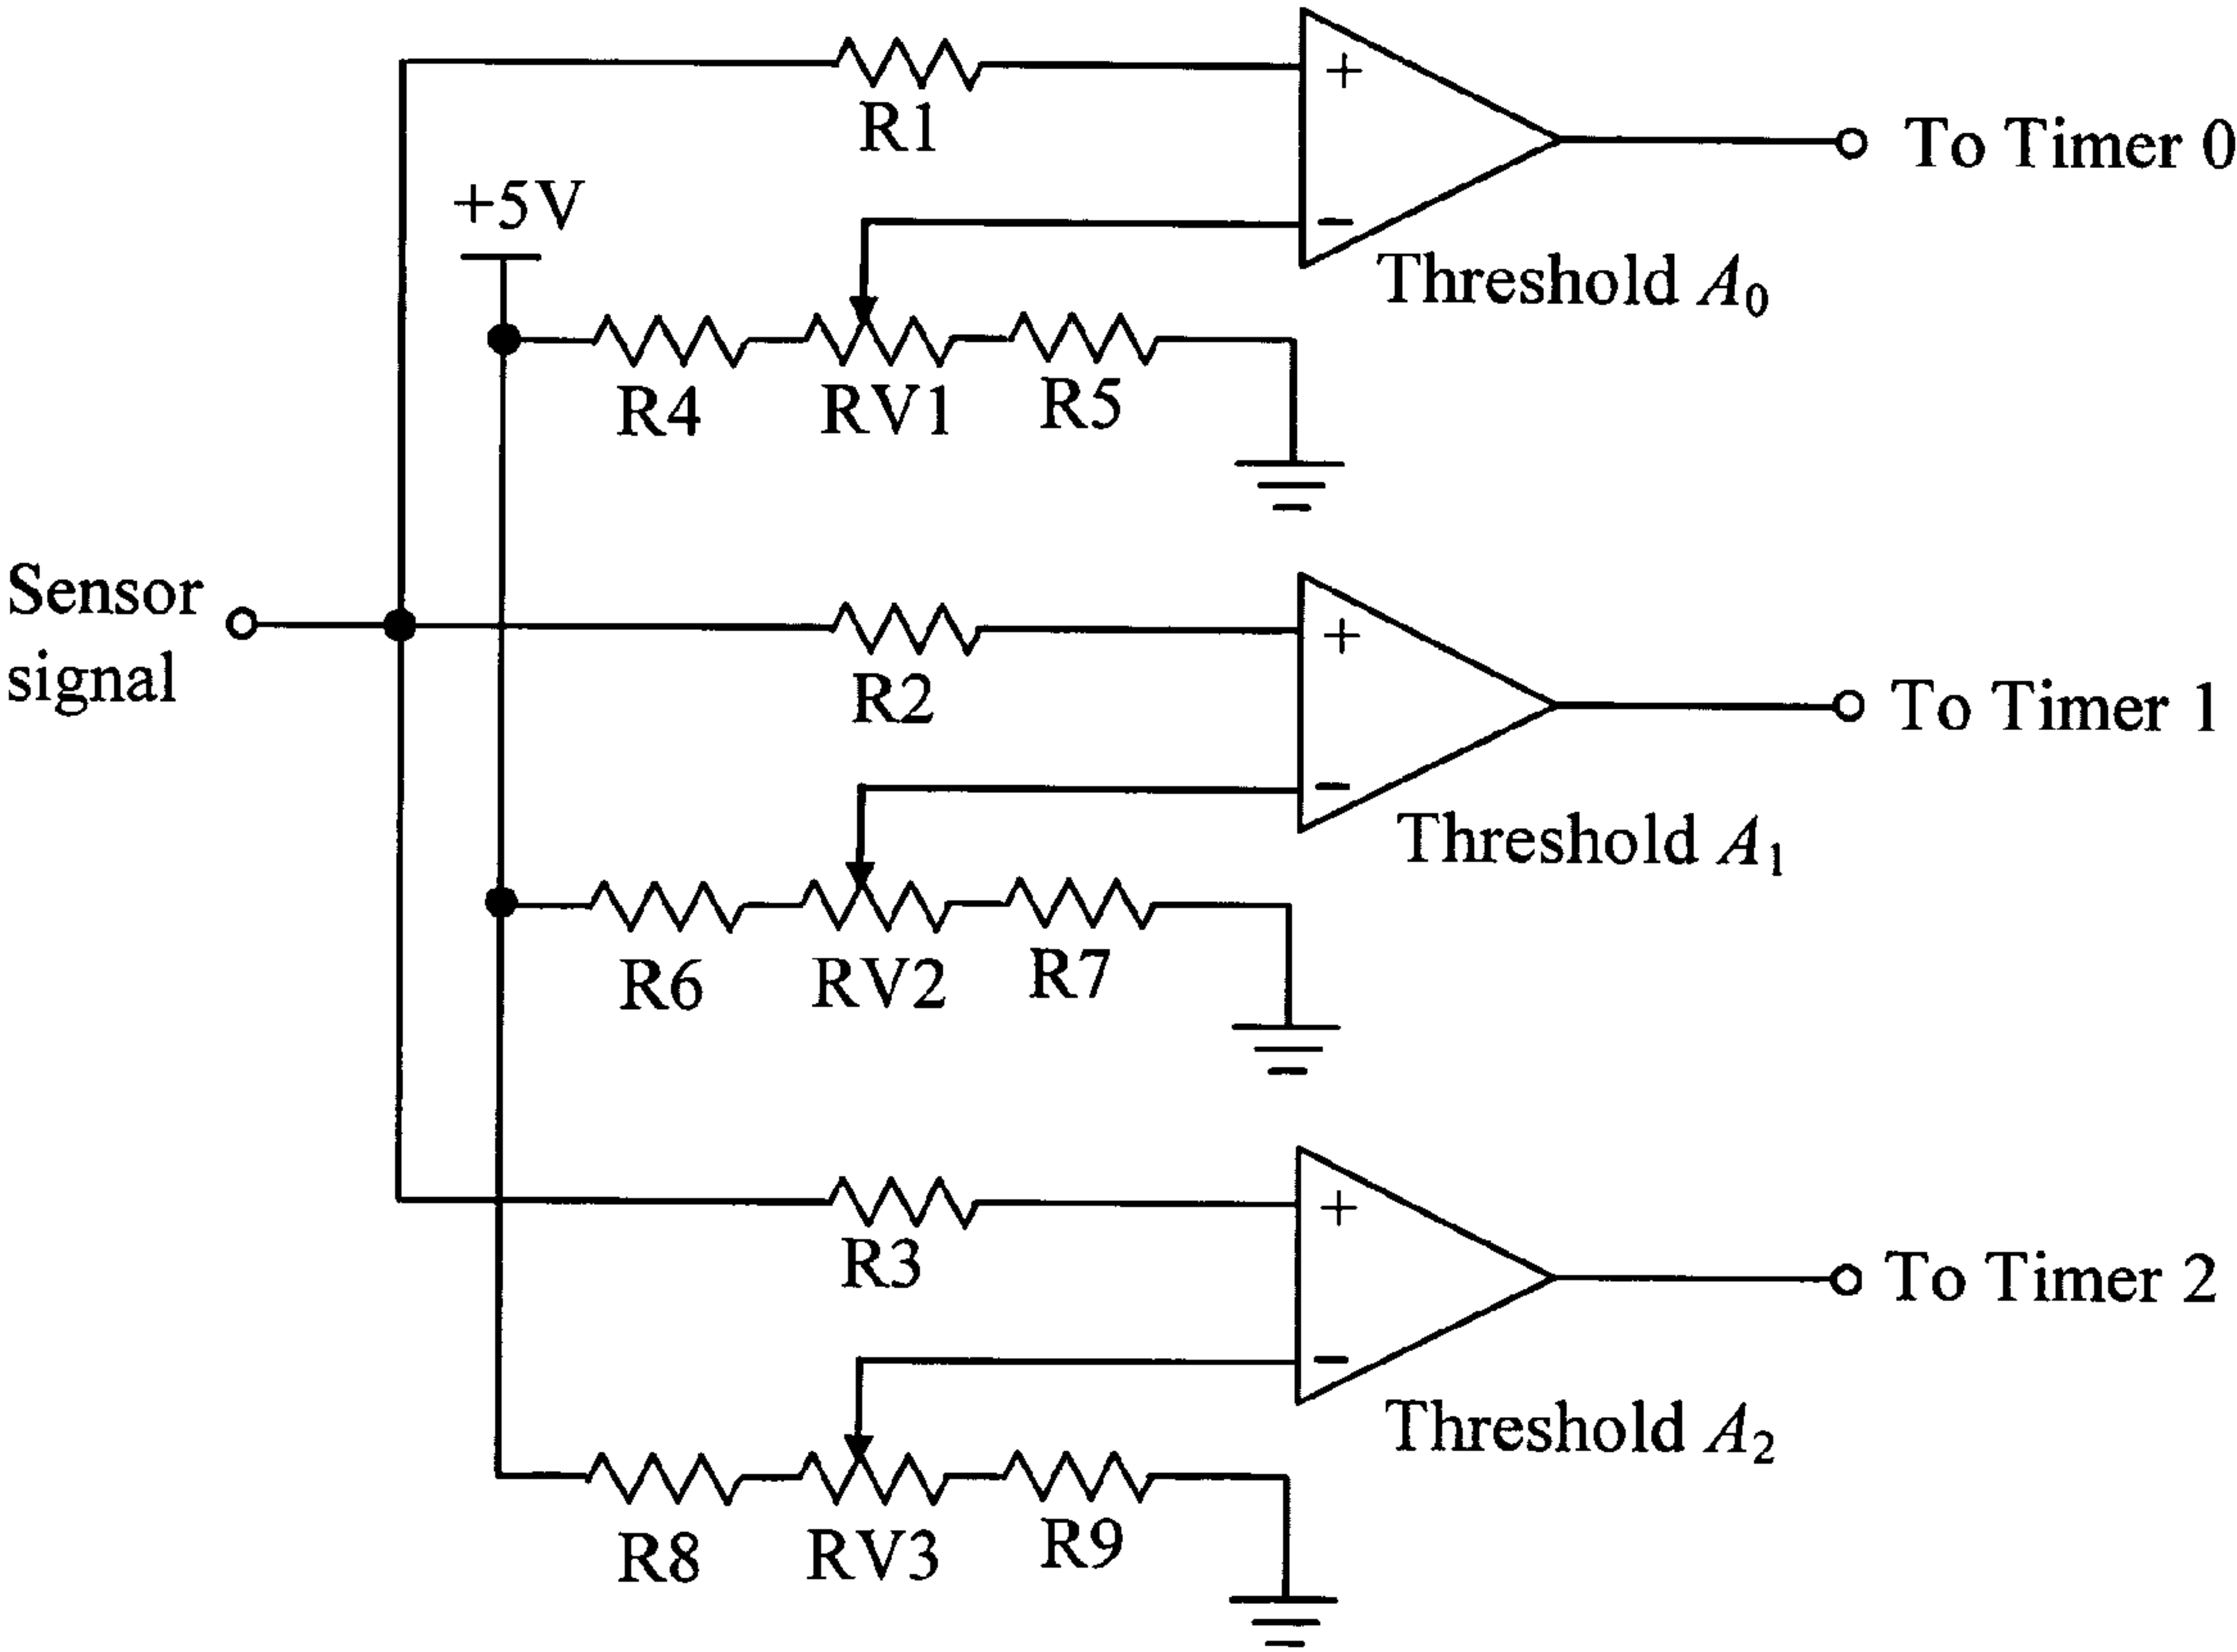 R1
+
−
To Timer 0
Threshold A0
+5V
R4
RV1
R5
Sensor
signal
R2
+
−
To Timer 1
Threshold A1
R6
RV2
R7
R3
+
−
To Timer 2
Threshold A2
R8
RV3
R9